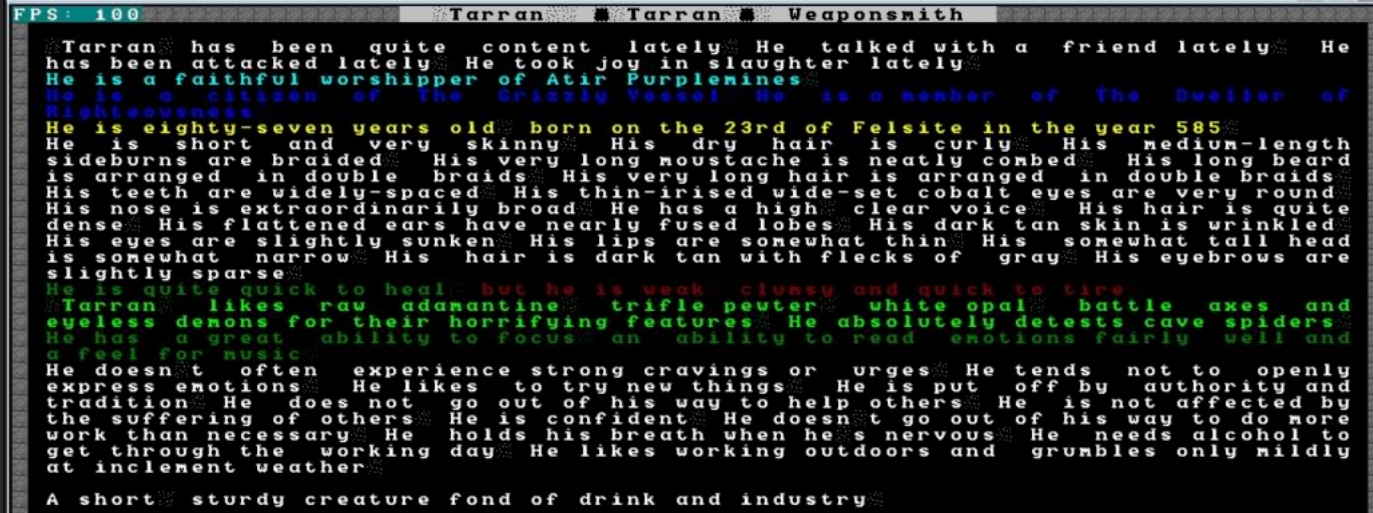 FPS: 100
Tarran Tarran Weaponsmith
Tarran has been quite content lately He talked with a friend lately He
has been attacked lately He took joy in slaughter lately
He is a faithful worshipper of Atir Purplemines
He is a citizen of The Grizzly Vessel He is a member of The Dweller of
Righteousness
He is eighty-seven years old born on the 23rd of Felsite in the year 585
He is short and very skinny His dry hair is curly His medium-length
sideburns are braided His very long moustache is neatly combed His long beard
is arranged in double braids His very long hair is arranged in double braids
His teeth are widely-spaced His thin-irised wide-set cobalt eyes are very round
His nose is extraordinarily broad He has a high clear voice His hair is quite
dense His flattened ears have nearly fused lobes His dark tan skin is wrinkled
His eyes are slightly sunken His lips are somewhat thin His somewhat tall head
is somewhat narrow His hair is dark tan with flecks of gray His eyebrows are
slightly sparse
He is quite quick to heal but he is weak clumsy and quick to tire
Tarran likes raw adamantine trifle pewter white opal battle axes and
eyeless demons for their horrifying features He absolutely detests cave spiders
He has a great ability to focus an ability to read emotions fairly well and
a feel for music
He doesn t often experience strong cravings or urges He tends not to openly
express emotions He likes to try new things He is put off by authority and
tradition He does not go out of his way to help others He is not affected by
the suffering of others He is confident He doesn t go out of his way to do more
work than necessary He holds his breath when he s nervous He needs alcohol to
get through the working day He likes working outdoors and grumbles only mildly
at inclement weather
A short sturdy creature fond of drink and industry